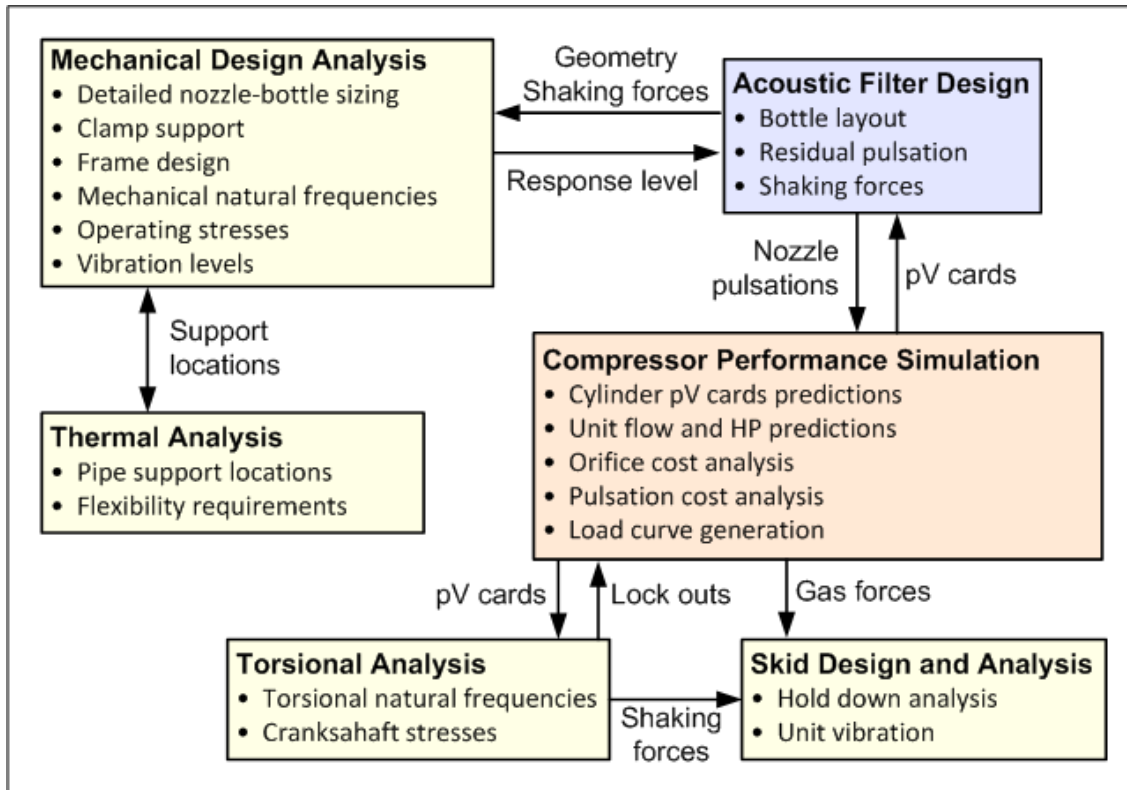 Mechanical Design Analysis
• Detailed nozzle-bottle sizing
• Clamp support
• Frame design
• Mechanical natural frequencies
• Operating stresses
• Vibration levels
Geometry
Shaking forces
Response level
Acoustic Filter Design
• Bottle layout
• Residual pulsation
• Shaking forces
Nozzle
pulsations
pV cards
Support
locations
Thermal Analysis
• Pipe support locations
• Flexibility requirements
Compressor Performance Simulation
• Cylinder pV cards predictions
• Unit flow and HP predictions
• Orifice cost analysis
• Pulsation cost analysis
• Load curve generation
pV cards
Lock outs
Gas forces
Torsional Analysis
• Torsional natural frequencies
• Cranksahaft stresses
Shaking
forces
Skid Design and Analysis
• Hold down analysis
• Unit vibration